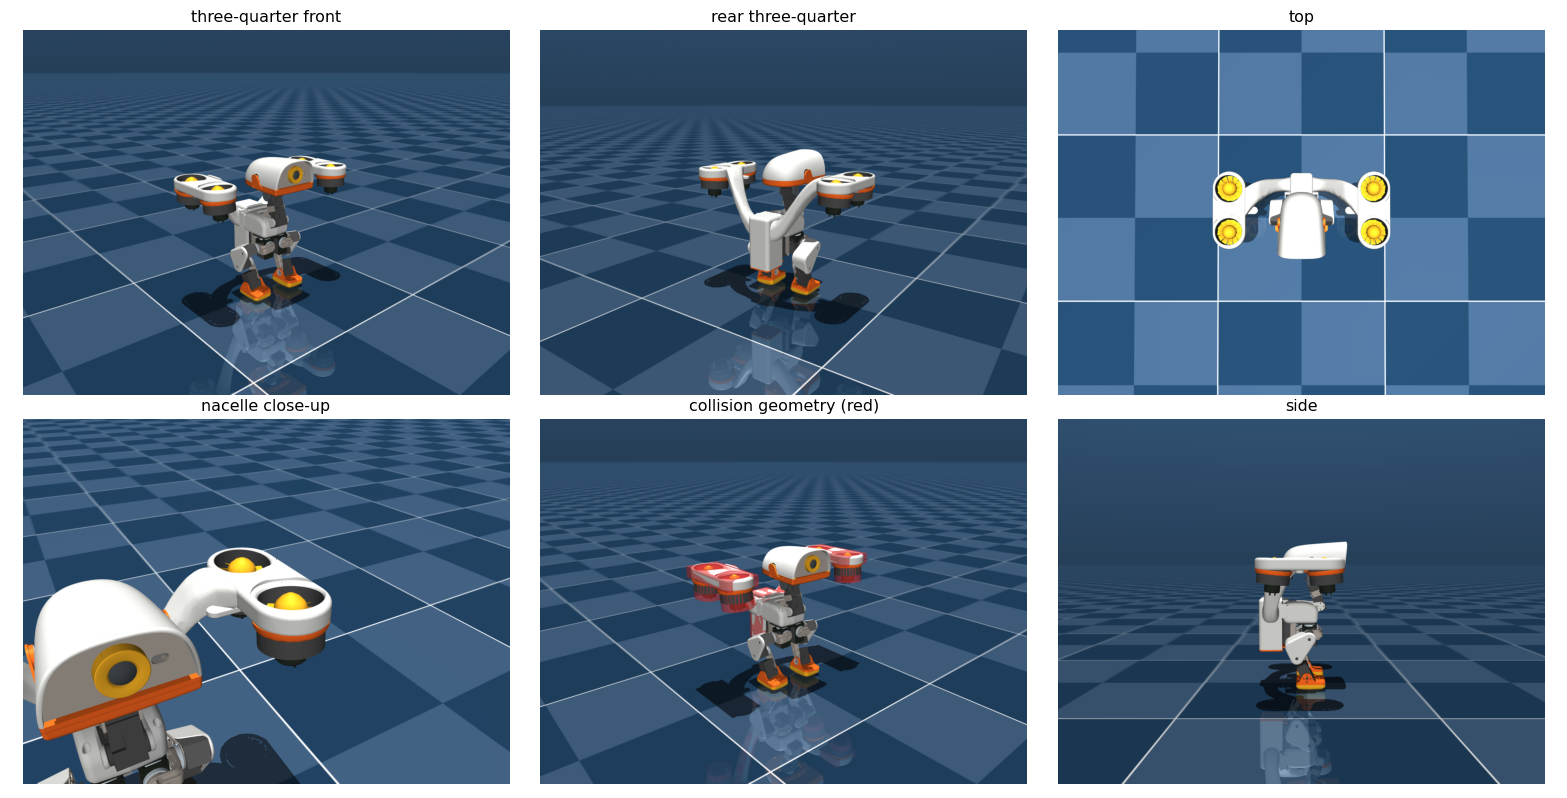 three-quarter front
rear three-quarter
top
nacelle close-up
collision geometry (red)
side